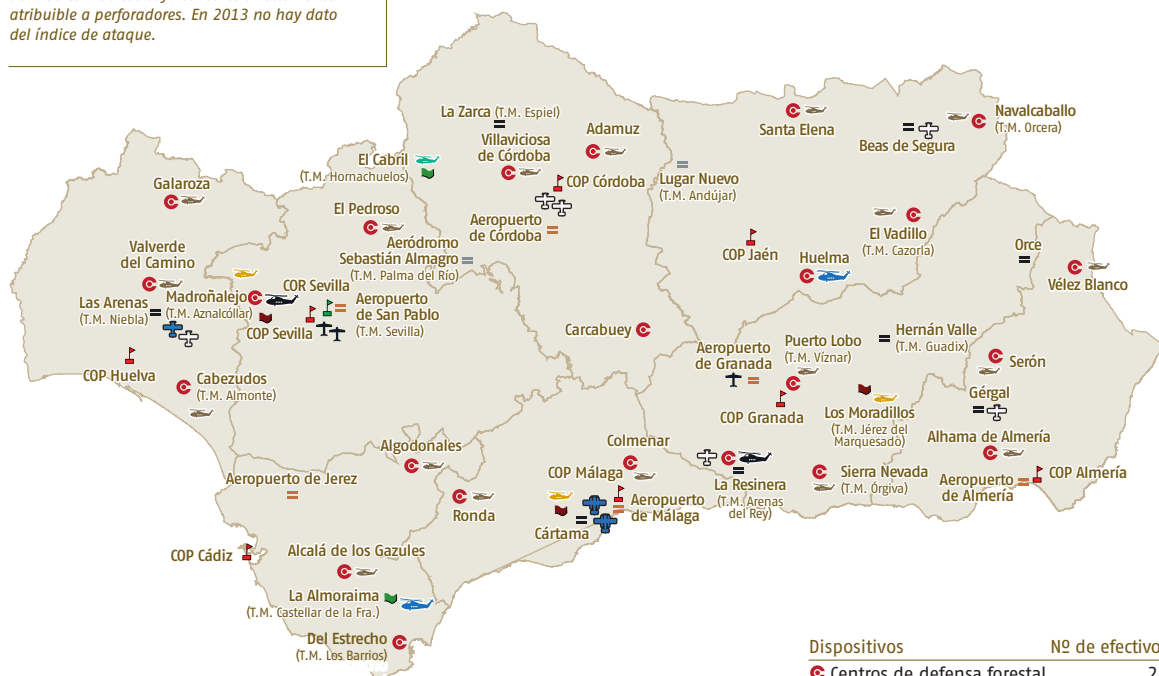 atribuible a perforadores. En 2013 no hay dato
del índice de ataque.
La Zarca (T.M. Espiel)
Villaviciosa
de Córdoba
Adamuz
Santa Elena
Navalcaballo
(T.M. Orcera)
Beas de Segura
El Cabril
(T.M. Hornachuelos)
COP Córdoba
Lugar Nuevo
(T.M. Andújar)
Galaroza
El Pedroso
Aeropuerto
de Córdoba
El Vadillo
(T.M. Cazorla)
Aeródromo
Sebastián Almagro
(T.M. Palma del Río)
COP Jaén
Huelma
Orce
Vélez Blanco
Valverde
del Camino
Las Arenas
(T.M. Niebla)
Madroñalejo
(T.M. Aznalcóllar)
COR Sevilla
COP Sevilla
Aeropuerto
de San Pablo
(T.M. Sevilla)
Carcabuey
Aeropuerto
de Granada
Puerto Lobo
(T.M. Víznar)
Hernán Valle
(T.M. Guadix)
Serón
COP Huelva
Cabezudos
(T.M. Almonte)
COP Granada
Los Moradillos
(T.M. Jérez del
Marquesado)
Gérgal
Alhama de Almería
Algodonales
Colmenar
COP Málaga
La Resinera
(T.M. Arenas
del Rey)
Sierra Nevada
(T.M. Órgiva)
Aeropuerto
de Almería
COP Almería
Aeropuerto de Jerez
Ronda
Aeropuerto
de Málaga
Cártama
COP Cádiz
Alcalá de los Gazules
La Almoraima
(T.M. Castellar de la Fra.)
Del Estrecho
(T.M. Los Barrios)
Dispositivos Nº de efectivo
Centros de defensa forestal 2